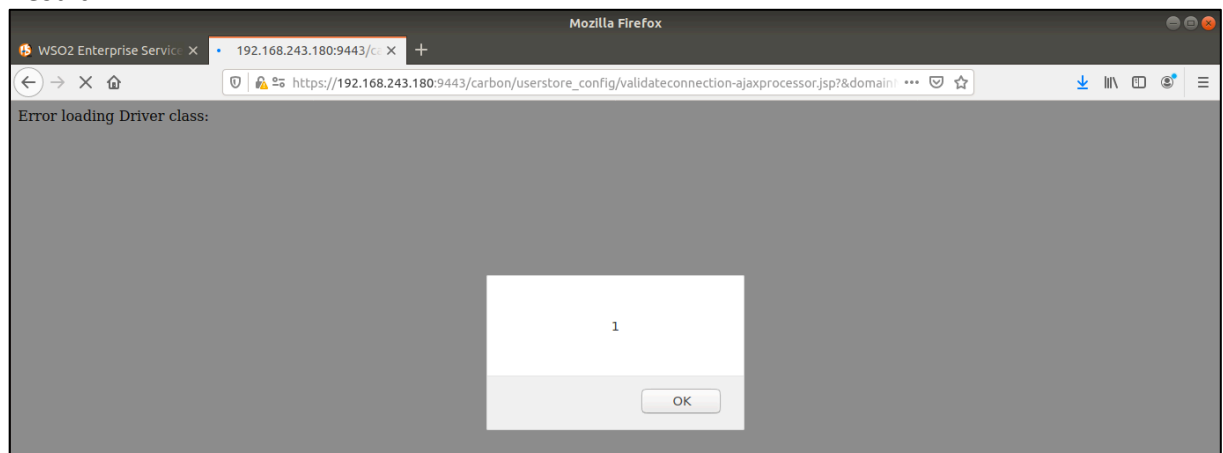 Mozilla Firefox
WSO2 Enterprise Service
192.168.243.180:9443/ca
https://192.168.243.180:9443/carbon/userstore_config/validateconnection-ajaxprocessor.jsp?&domain
Error loading Driver class:
1
OK